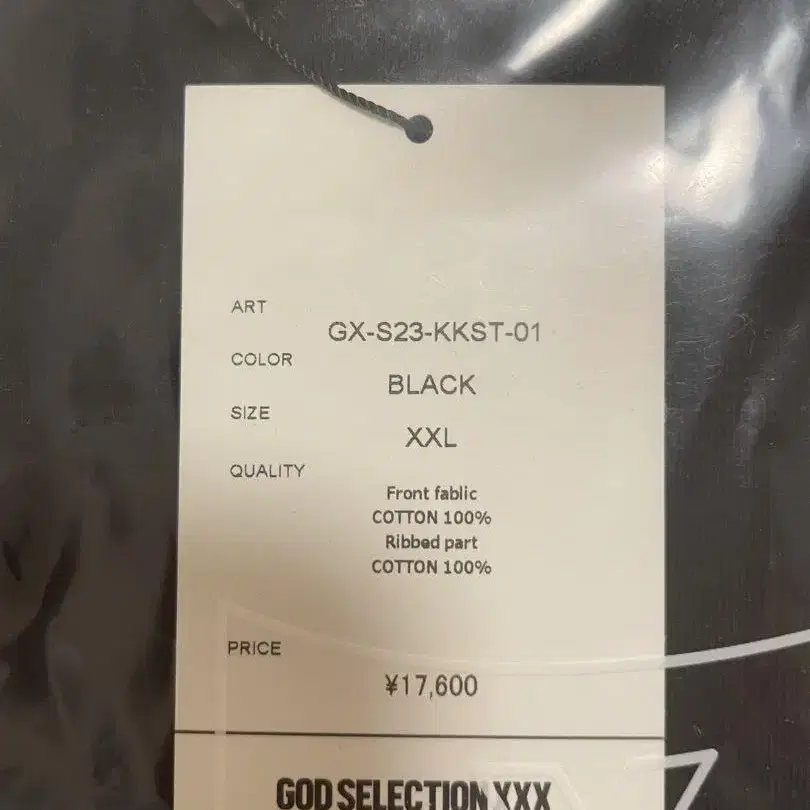 ART
GX-S23-KKST-01
COLOR
BLACK
SIZE
XXL
QUALITY
Front fablic
COTTON 100%
Ribbed part
COTTON 100%
PRICE
¥17,600
GOD SELECTION XXX